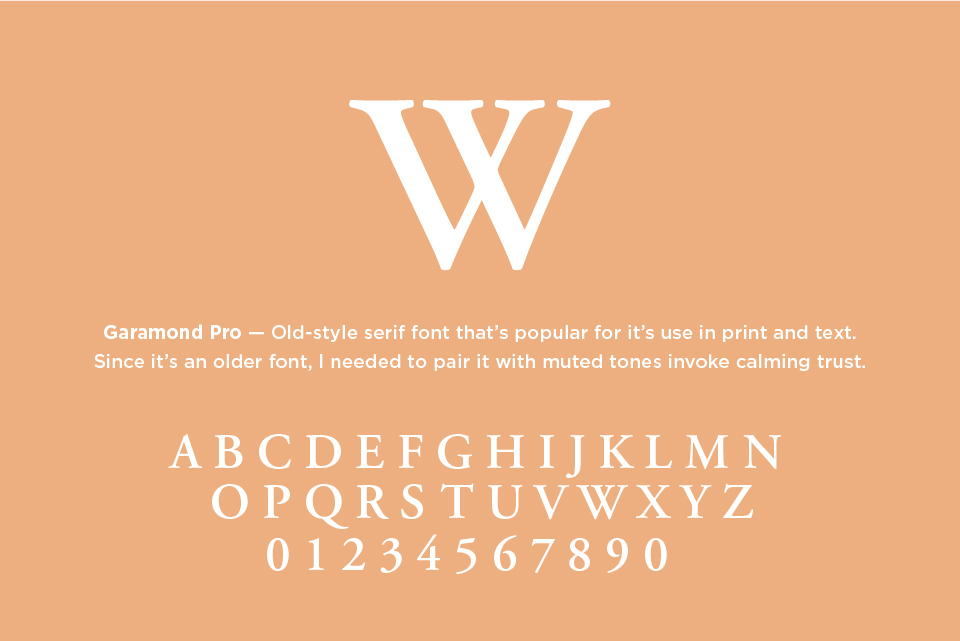 W
Garamond Pro — Old-style serif font that’s popular for it’s use in print and text.
Since it’s an older font, I needed to pair it with muted tones invoke calming trust.
A B C D E F G H I J K L M N
O P Q R S T U V W X Y Z
0 1 2 3 4 5 6 7 8 9 0